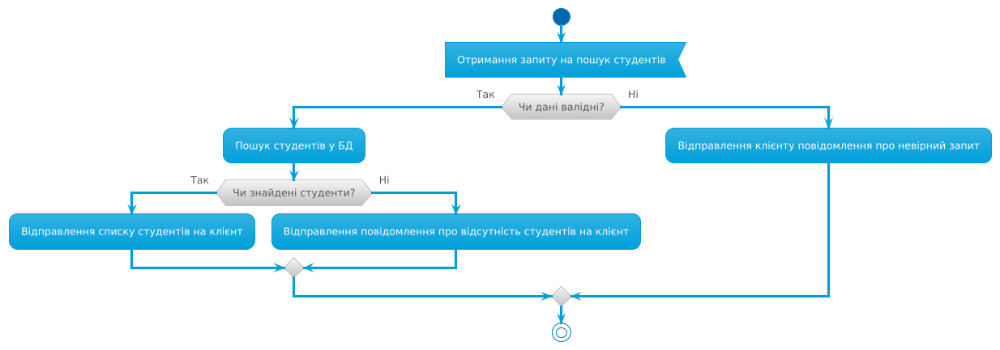 Отримання запиту на пошук студентів
Так
Чи дані валідні?
Ні
Пошук студентів у БД
Відправлення клієнту повідомлення про невірний запит
Так
Чи знайдені студенти?
Ні
Відправлення списку студентів на клієнт
Відправлення повідомлення про відсутність студентів на клієнт